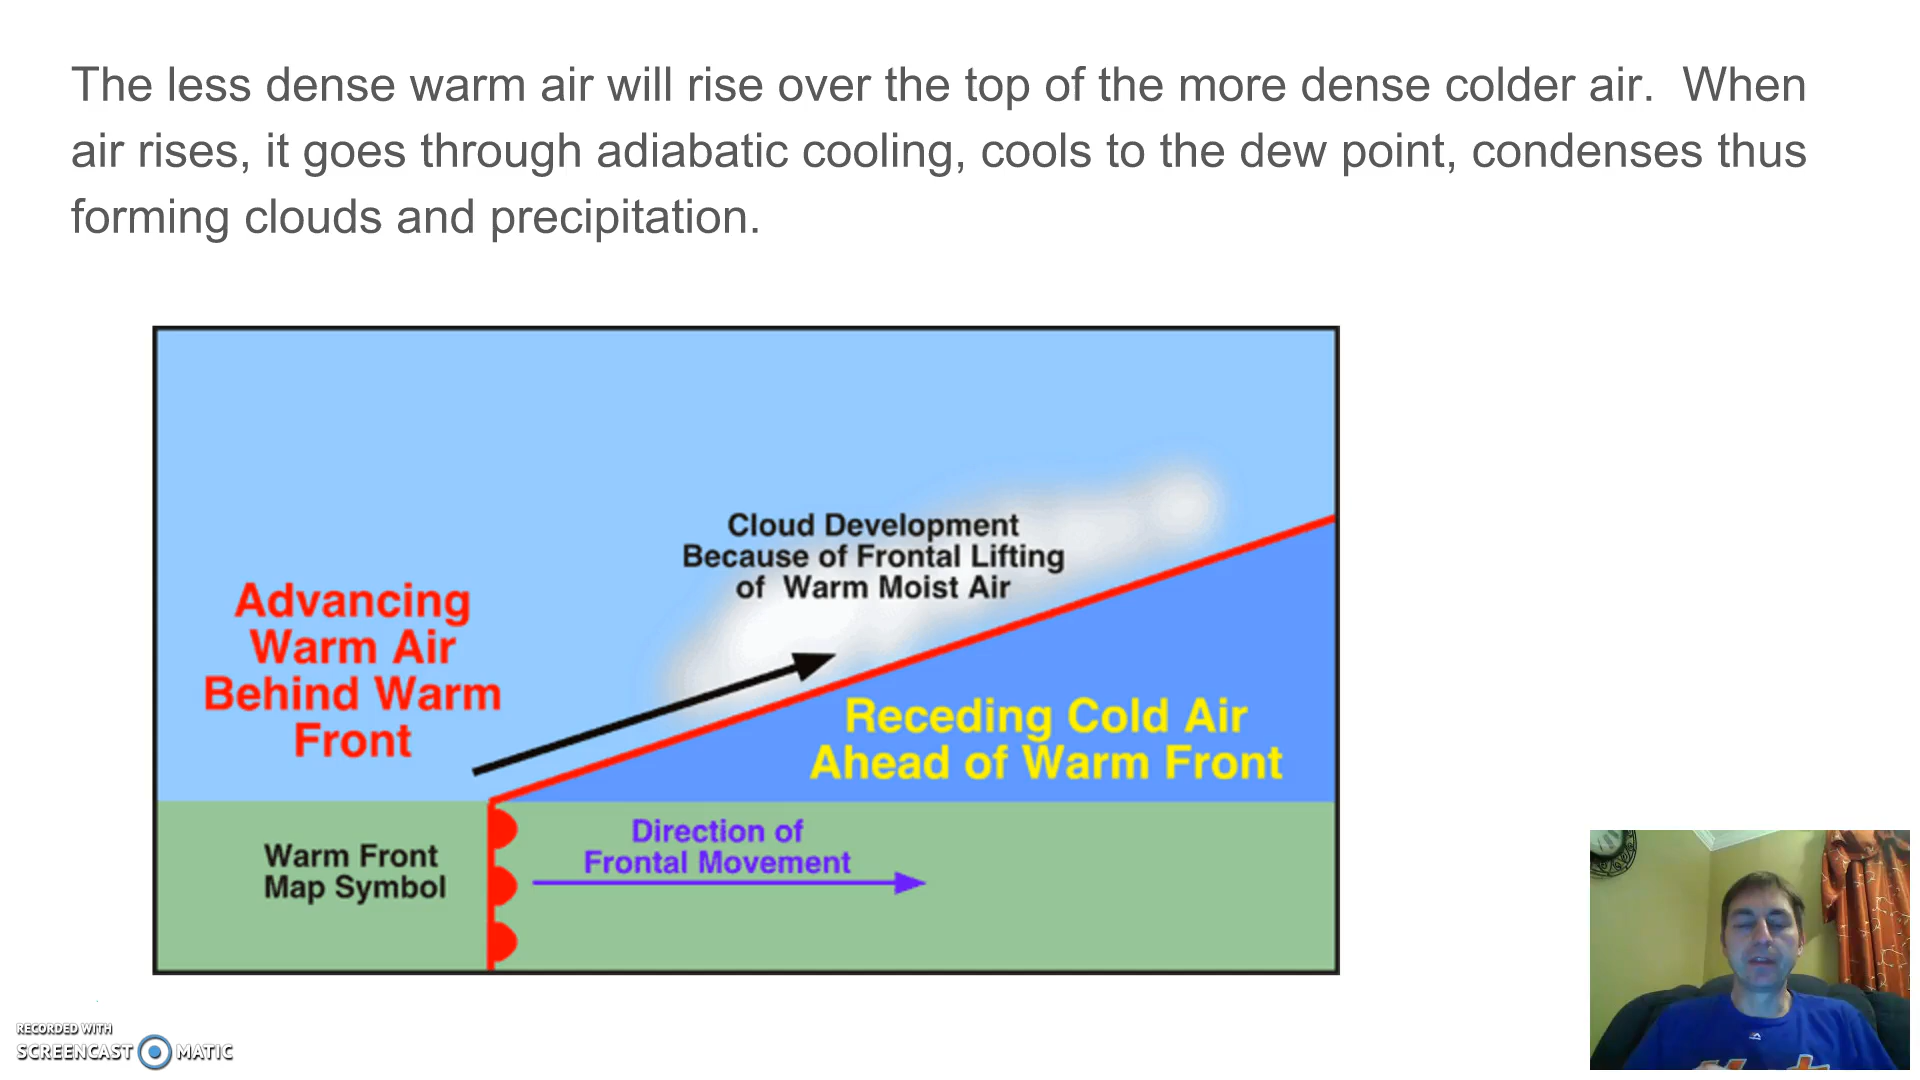 The less dense warm air will rise over the top of the more dense colder air.  When
air rises, it goes through adiabatic cooling, cools to the dew point, condenses thus
forming clouds and precipitation.
Cloud Development
Because of Frontal Lifting
of  Warm Moist Air
Advancing
Warm Air
Behind Warm
Front
Receding Cold Air
Ahead of Warm Front
Warm Front
Map Symbol
Direction of
Frontal Movement
RECORDED WITH
SCREENCAST MATIC